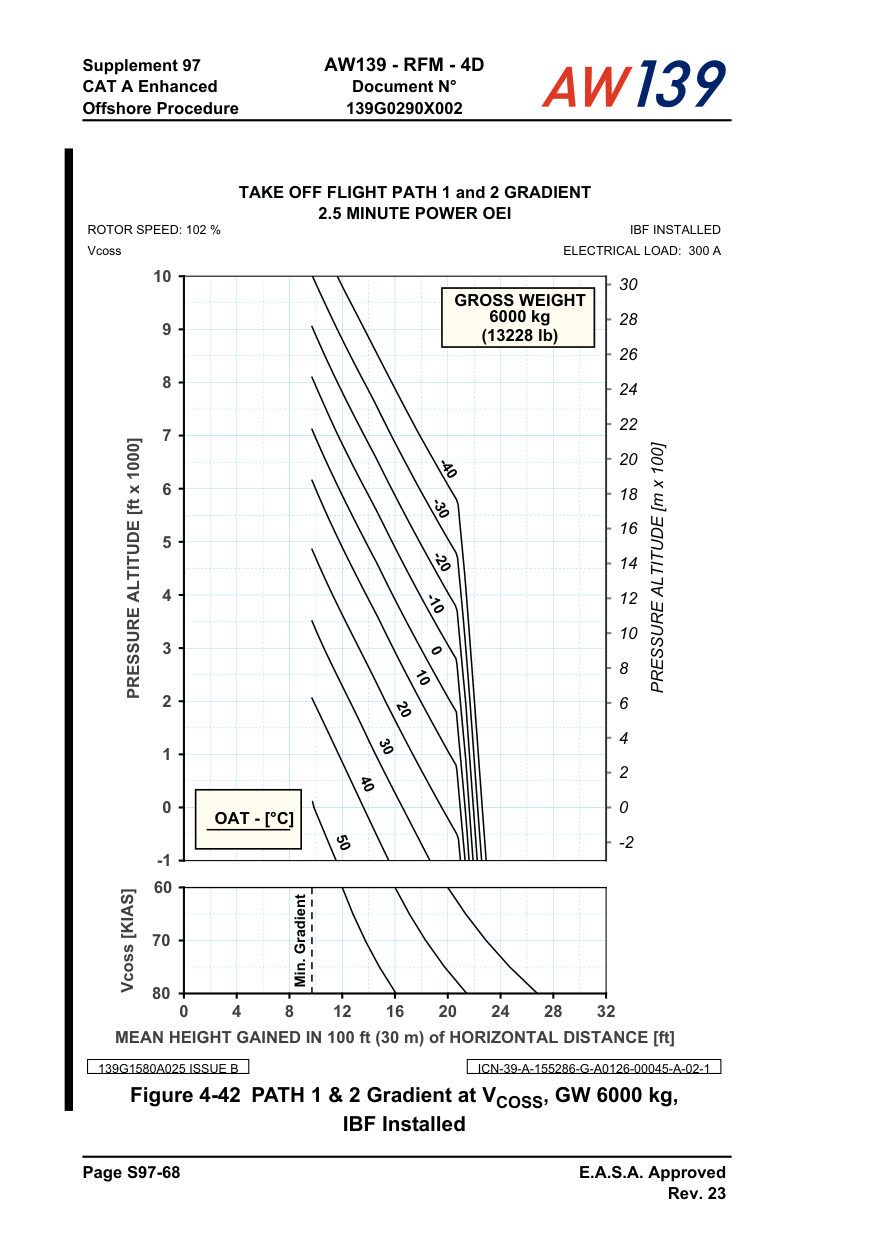 Supplement 97
CAT A Enhanced
Offshore Procedure
AW139 - RFM - 4D
Document N°
139G0290X002
AW139
TAKE OFF FLIGHT PATH 1 and 2 GRADIENT
2.5 MINUTE POWER OEI
ROTOR SPEED: 102 %
IBF INSTALLED
Vcoss
ELECTRICAL LOAD: 300 A
GROSS WEIGHT
6000 kg
(13228 lb)
PRESSURE ALTITUDE [ft x 1000]
10
9
8
7
6
5
4
3
2
1
0
-1
PRESSURE ALTITUDE [m x 100]
30
28
26
24
22
20
18
16
14
12
10
8
6
4
2
0
-2
-40
-30
-20
-10
0
10
20
30
40
50
OAT - [°C]
Vcoss [KIAS]
60
70
80
Min. Gradient
0 4 8 12 16 20 24 28 32
MEAN HEIGHT GAINED IN 100 ft (30 m) of HORIZONTAL DISTANCE [ft]
139G1580A025 ISSUE B
ICN-39-A-155286-G-A0126-00045-A-02-1
Figure 4-42 PATH 1 & 2 Gradient at VCOSS, GW 6000 kg,
IBF Installed
Page S97-68
E.A.S.A. Approved
Rev. 23